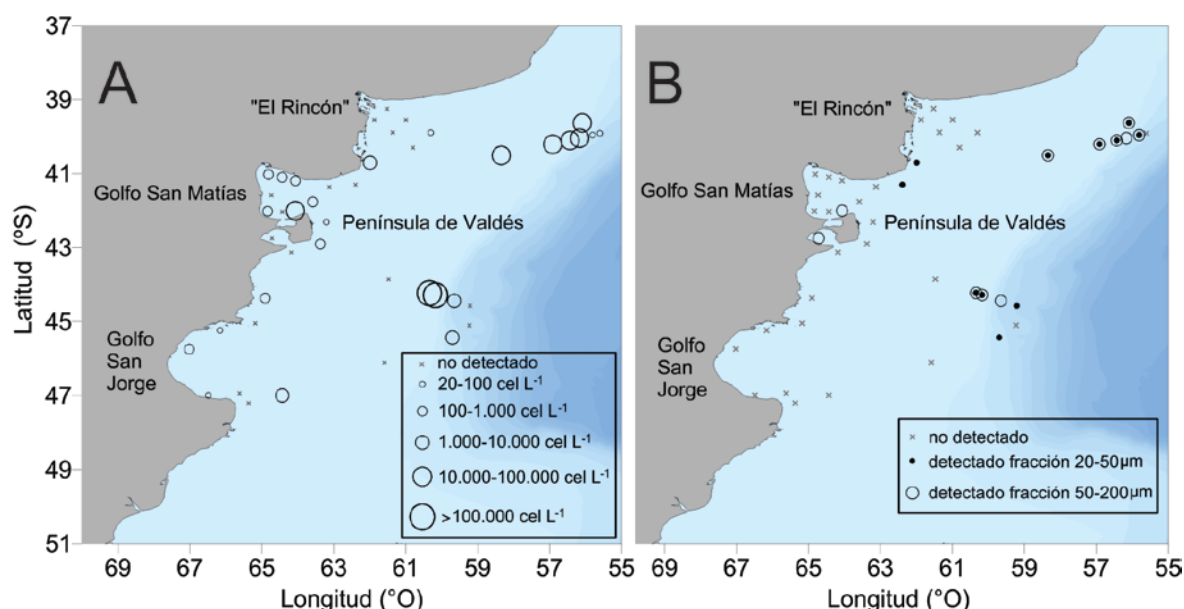 A
B
37
39
41
43
45
47
49
51
Latitud (°S)
"El Rincón"
Golfo San Matías
Península de Valdés
Golfo
San
Jorge
no detectado
20-100 cel L⁻¹
100-1.000 cel L⁻¹
1.000-10.000 cel L⁻¹
10.000-100.000 cel L⁻¹
>100.000 cel L⁻¹
69 67 65 63 61 59 57 55
Longitud (°O)
"El Rincón"
Golfo San Matías
Península de Valdés
Golfo
San
Jorge
no detectado
detectado fracción 20-50µm
detectado fracción 50-200µm
69 67 65 63 61 59 57 55
Longitud (°O)